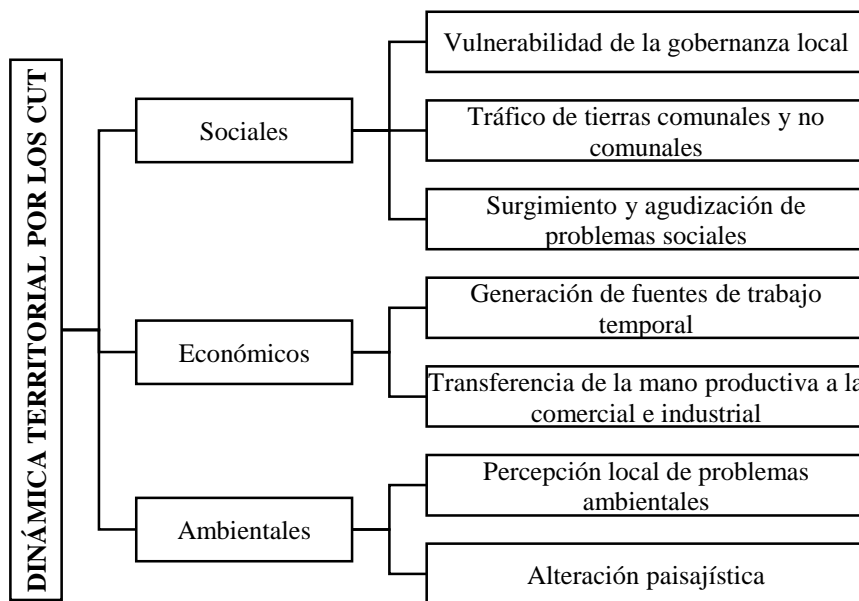 DINÁMICA TERRITORIAL POR LOS CUT
Sociales
Vulnerabilidad de la gobernanza local
Tráfico de tierras comunales y no
comunales
Surgimiento y agudización de
problemas sociales
Económicos
Generación de fuentes de trabajo
temporal
Transferencia de la mano productiva a la
comercial e industrial
Ambientales
Percepción local de problemas
ambientales
Alteración paisajística